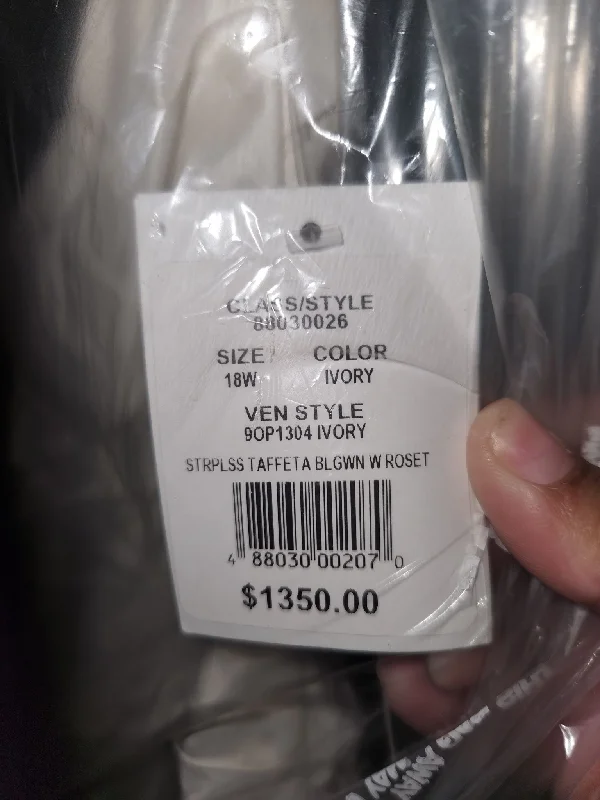 CLASS/STYLE
88030026
SIZE COLOR
18W IVORY
VEN STYLE
9OP1304 IVORY
STRPLSS TAFFETA BLGWN W ROSET
4 88030 00207 0
$1350.00
AWAY